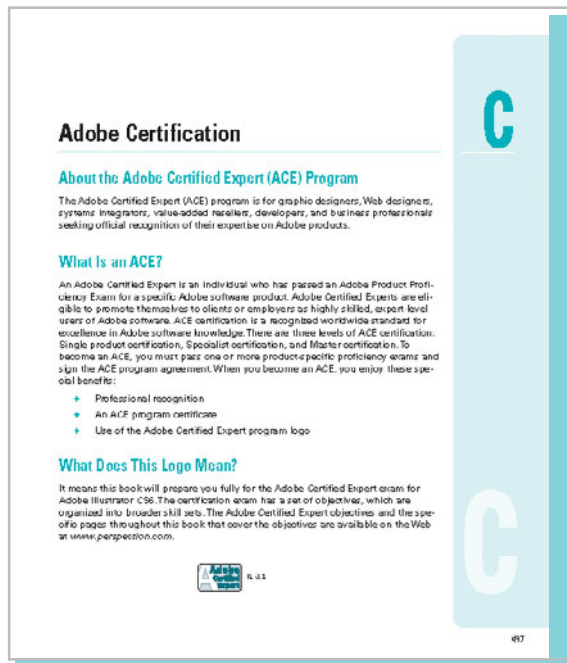 C
Adobe Certification
About the Adobe Certified Expert (ACE) Program
The Adobe Certified Expert (ACE) program is for graphic designers, Web designers,
systems integrators, value-added resellers, developers, and business professionals
seeking official recognition of their expertise on Adobe products.
What Is an ACE?
An Adobe Certified Expert is an individual who has passed an Adobe Product Profi-
ciency Exam for a specific Adobe software product. Adobe Certified Experts are eli-
gible to promote themselves to clients or employers as highly skilled, expert level
users of Adobe software. ACE certification is a recognized worldwide standard for
excellence in Adobe software knowledge. There are three levels of ACE certification:
Single product certification, Specialist certification, and Master certification. To
become an ACE, you must pass one or more product-specific proficiency exams and
sign the ACE program agreement. When you become an ACE, you enjoy these spe-
cial benefits:
Professional recognition
An ACE program certificate
Use of the Adobe Certified Expert program logo
What Does This Logo Mean?
It means this book will prepare you fully for the Adobe Certified Expert exam for
Adobe Illustrator CS6. The certification exam has a set of objectives, which are
organized into broader skill sets. The Adobe Certified Expert objectives and the spe-
cific pages throughout this book that cover the objectives are available on the Web
at www.perspection.com.
Adobe
Certified
Expert
C
497